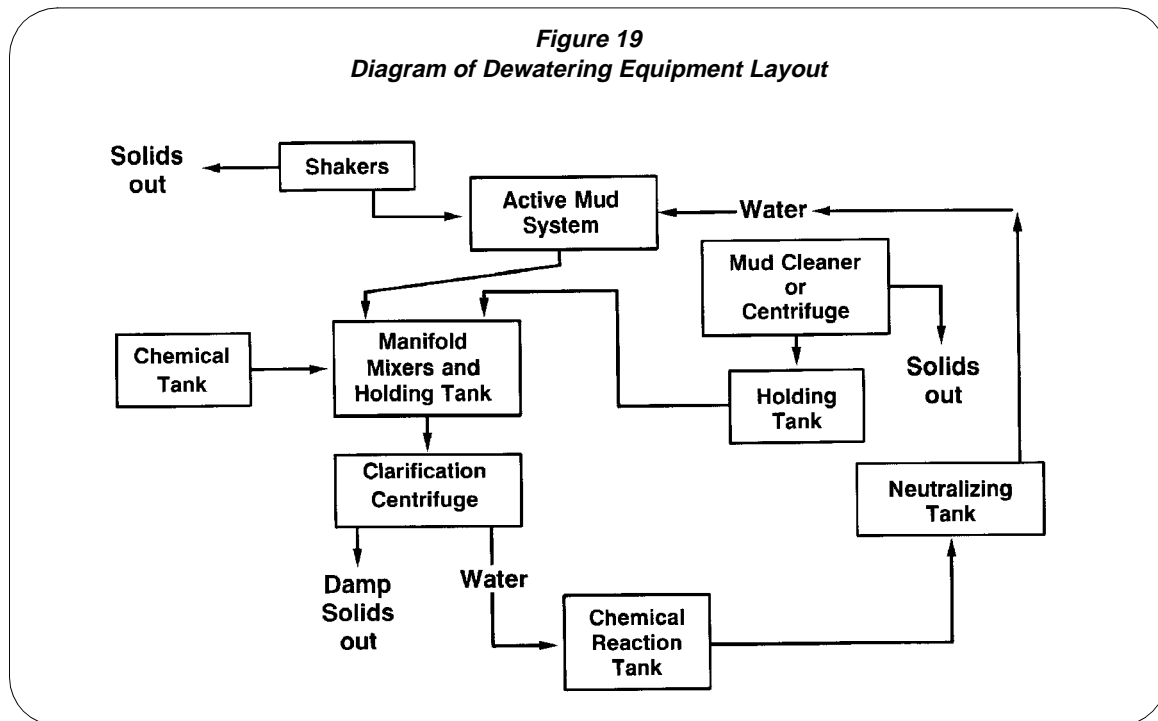 Figure 19
Diagram of Dewatering Equipment Layout
Solids
out
Shakers
Active Mud
System
Water
Mud Cleaner
or
Centrifuge
Chemical
Tank
Manifold
Mixers and
Holding Tank
Holding
Tank
Solids
out
Clarification
Centrifuge
Neutralizing
Tank
Damp
Solids
out
Water
Chemical
Reaction
Tank